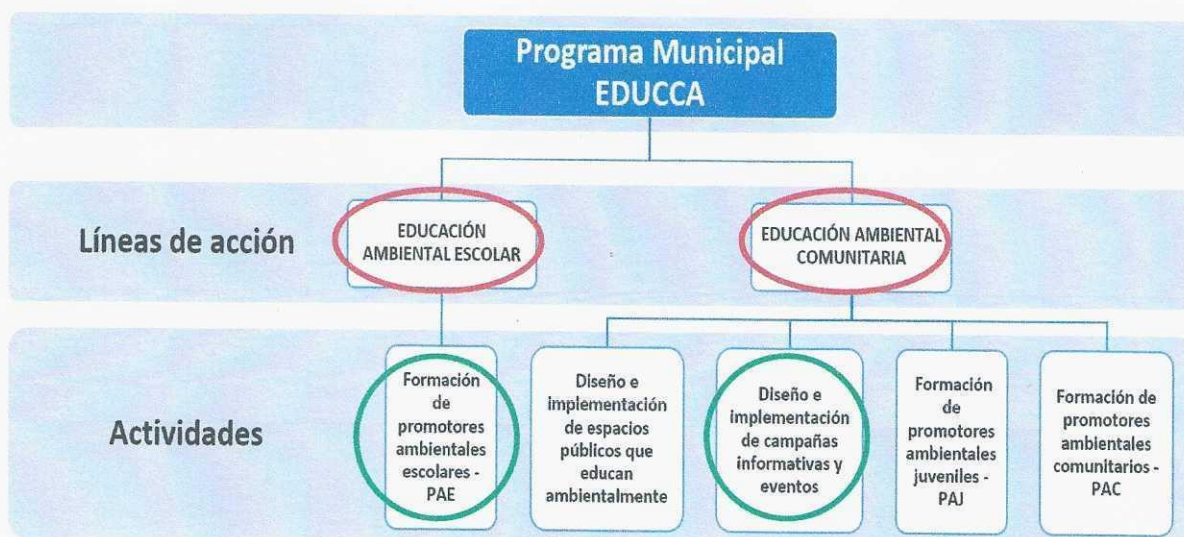 Programa Municipal
EDUCCA
Líneas de acción
EDUCACIÓN
AMBIENTAL ESCOLAR
EDUCACIÓN AMBIENTAL
COMUNITARIA
Actividades
Formación
de
promotores
ambientales
escolares -
PAE
Diseño e
implementación
de espacios
públicos que
educan
ambientalmente
Diseño e
implementación
de campañas
informativas y
eventos
Formación
de
promotores
ambientales
juveniles -
PAJ
Formación de
promotores
ambientales
comunitarios -
PAC